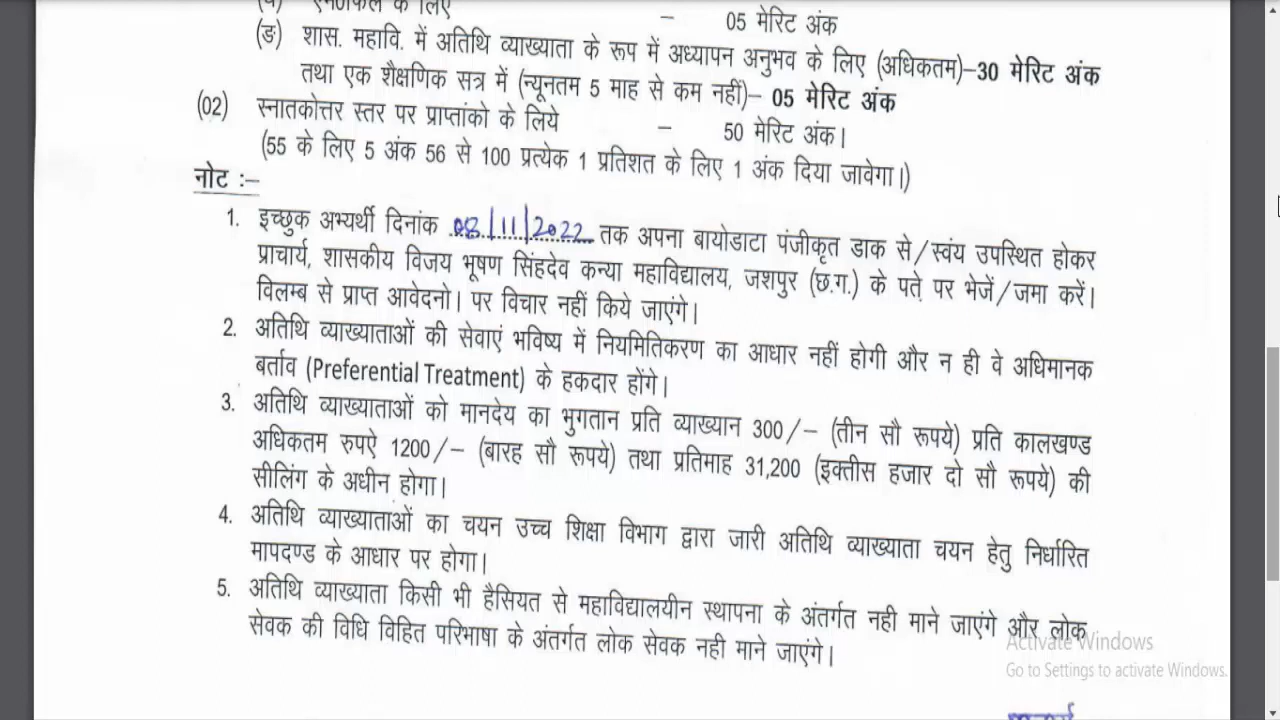 एम०फिल के लिए – 05 मेरिट अंक
(ङ) शास. महावि. में अतिथि व्याख्याता के रूप में अध्यापन अनुभव के लिए (अधिकतम)–30 मेरिट अंक
तथा एक शैक्षणिक सत्र में (न्यूनतम 5 माह से कम नहीं)– 05 मेरिट अंक
(02) स्नातकोत्तर स्तर पर प्राप्तांको के लिये – 50 मेरिट अंक।
(55 के लिए 5 अंक 56 से 100 प्रत्येक 1 प्रतिशत के लिए 1 अंक दिया जावेगा।)
नोट :–
1. इच्छुक अभ्यर्थी दिनांक 08/11/2022 तक अपना बायोडाटा पंजीकृत डाक से/स्वंय उपस्थित होकर
प्राचार्य, शासकीय विजय भूषण सिंहदेव कन्या महाविद्यालय, जशपुर (छ.ग.) के पते पर भेजें/जमा करें।
विलम्ब से प्राप्त आवेदनो। पर विचार नहीं किये जाएंगे।
2. अतिथि व्याख्याताओं की सेवाएं भविष्य में नियमितिकरण का आधार नहीं होगी और न ही वे अधिमानक
बर्ताव (Preferential Treatment) के हकदार होंगे।
3. अतिथि व्याख्याताओं को मानदेय का भुगतान प्रति व्याख्यान 300/– (तीन सौ रूपये) प्रति कालखण्ड
अधिकतम रुपऐ 1200/– (बारह सौ रूपये) तथा प्रतिमाह 31,200 (इक्तीस हजार दो सौ रूपये) की
सीलिंग के अधीन होगा।
4. अतिथि व्याख्याताओं का चयन उच्च शिक्षा विभाग द्वारा जारी अतिथि व्याख्याता चयन हेतु निर्धारित
मापदण्ड के आधार पर होगा।
5. अतिथि व्याख्याता किसी भी हैसियत से महाविद्यालयीन स्थापना के अंतर्गत नही माने जाएंगे और लोक
सेवक की विधि विहित परिभाषा के अंतर्गत लोक सेवक नही माने जाएंगे।
Activate Windows
Go to Settings to activate Windows.